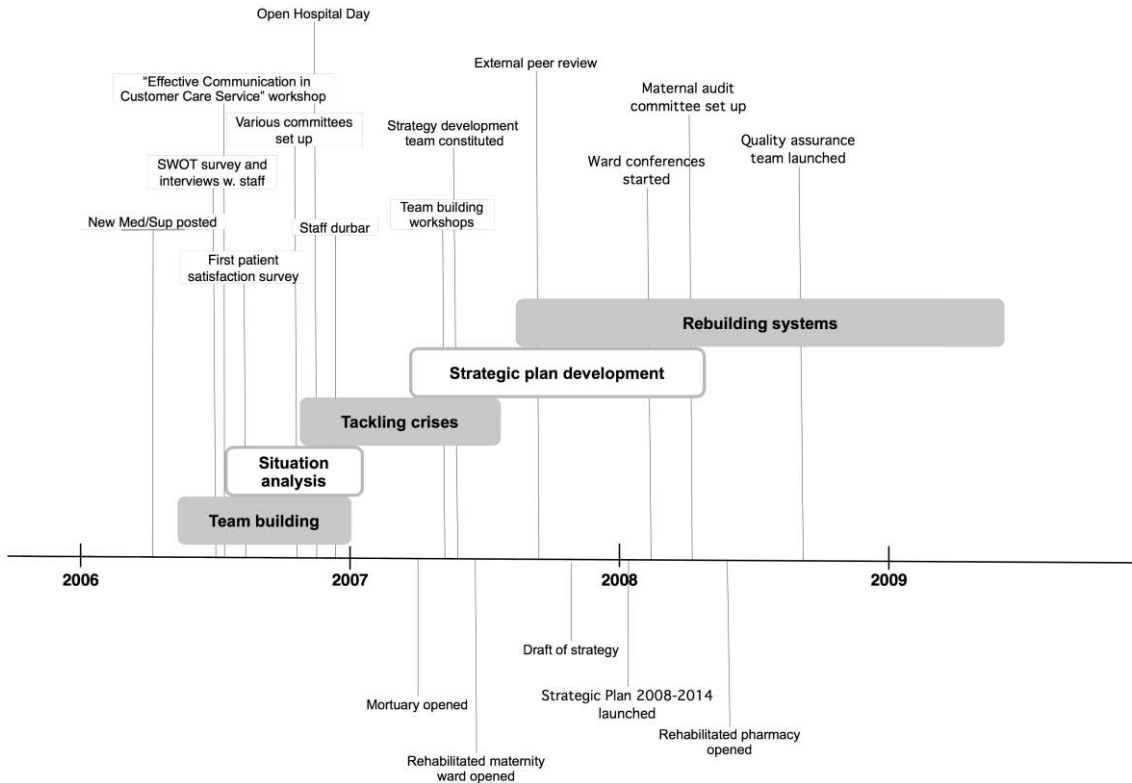 Open Hospital Day
External peer review
“Effective Communication in
Customer Care Service” workshop
Maternal audit
committee set up
Various committees
set up
Strategy development
team constituted
Quality assurance
team launched
SWOT survey and
interviews w. staff
Ward conferences
started
New Med/Sup posted
Staff durbar
Team building
workshops
First patient
satisfaction survey
Rebuilding systems
Strategic plan development
Tackling crises
Situation
analysis
Team building
2006
2007
2008
2009
Draft of strategy
Mortuary opened
Strategic Plan 2008-2014
launched
Rehabilitated maternity
ward opened
Rehabilitated pharmacy
opened